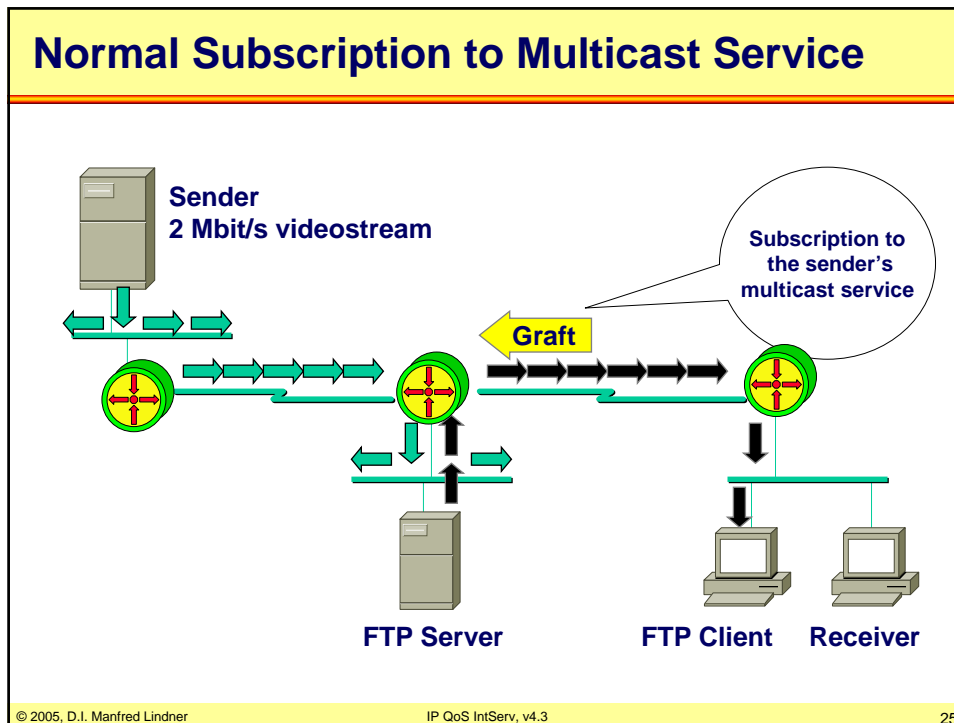 Normal Subscription to Multicast Service
Sender
2 Mbit/s videostream
Subscription to
the sender's
multicast service
Graft
FTP Server
FTP Client
Receiver
© 2005, D.I. Manfred Lindner
IP QoS IntServ, v4.3
25